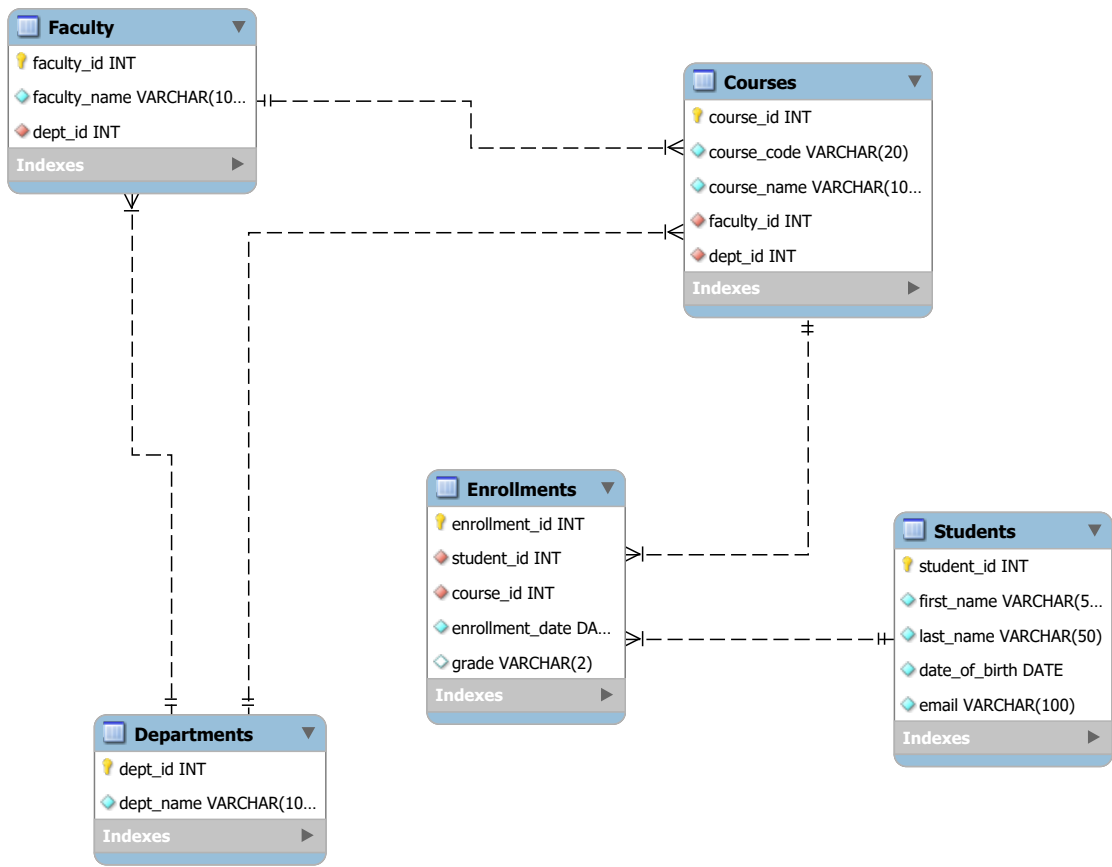 Faculty
faculty_id INT
faculty_name VARCHAR(10...
dept_id INT
Indexes
Courses
course_id INT
course_code VARCHAR(20)
course_name VARCHAR(10...
faculty_id INT
dept_id INT
Indexes
Enrollments
enrollment_id INT
student_id INT
course_id INT
enrollment_date DA...
grade VARCHAR(2)
Indexes
Students
student_id INT
first_name VARCHAR(5...
last_name VARCHAR(50)
date_of_birth DATE
email VARCHAR(100)
Indexes
Departments
dept_id INT
dept_name VARCHAR(10...
Indexes